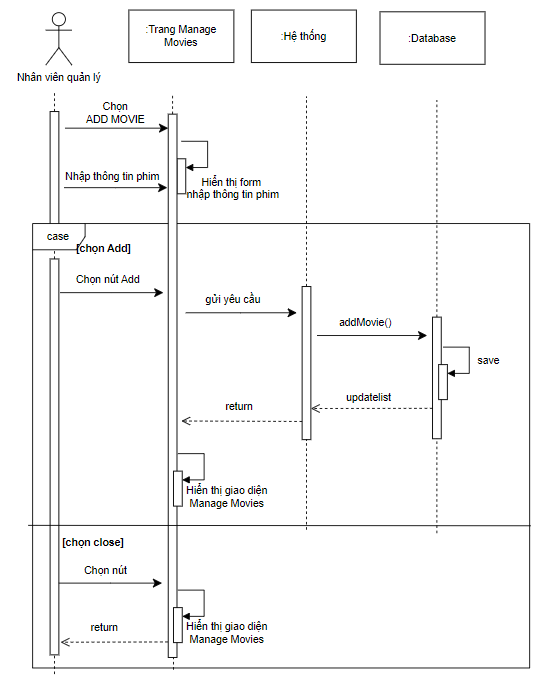 :Trang Manage
Movies
:Hệ thống
:Database
Nhân viên quản lý
Chọn
ADD MOVIE
Nhập thông tin phim
Hiển thị form
nhập thông tin phim
case
[chọn Add]
Chọn nút Add
gửi yêu cầu
addMovie()
save
updatelist
return
Hiển thị giao diện
Manage Movies
[chọn close]
Chọn nút
Hiển thị giao diện
Manage Movies
return